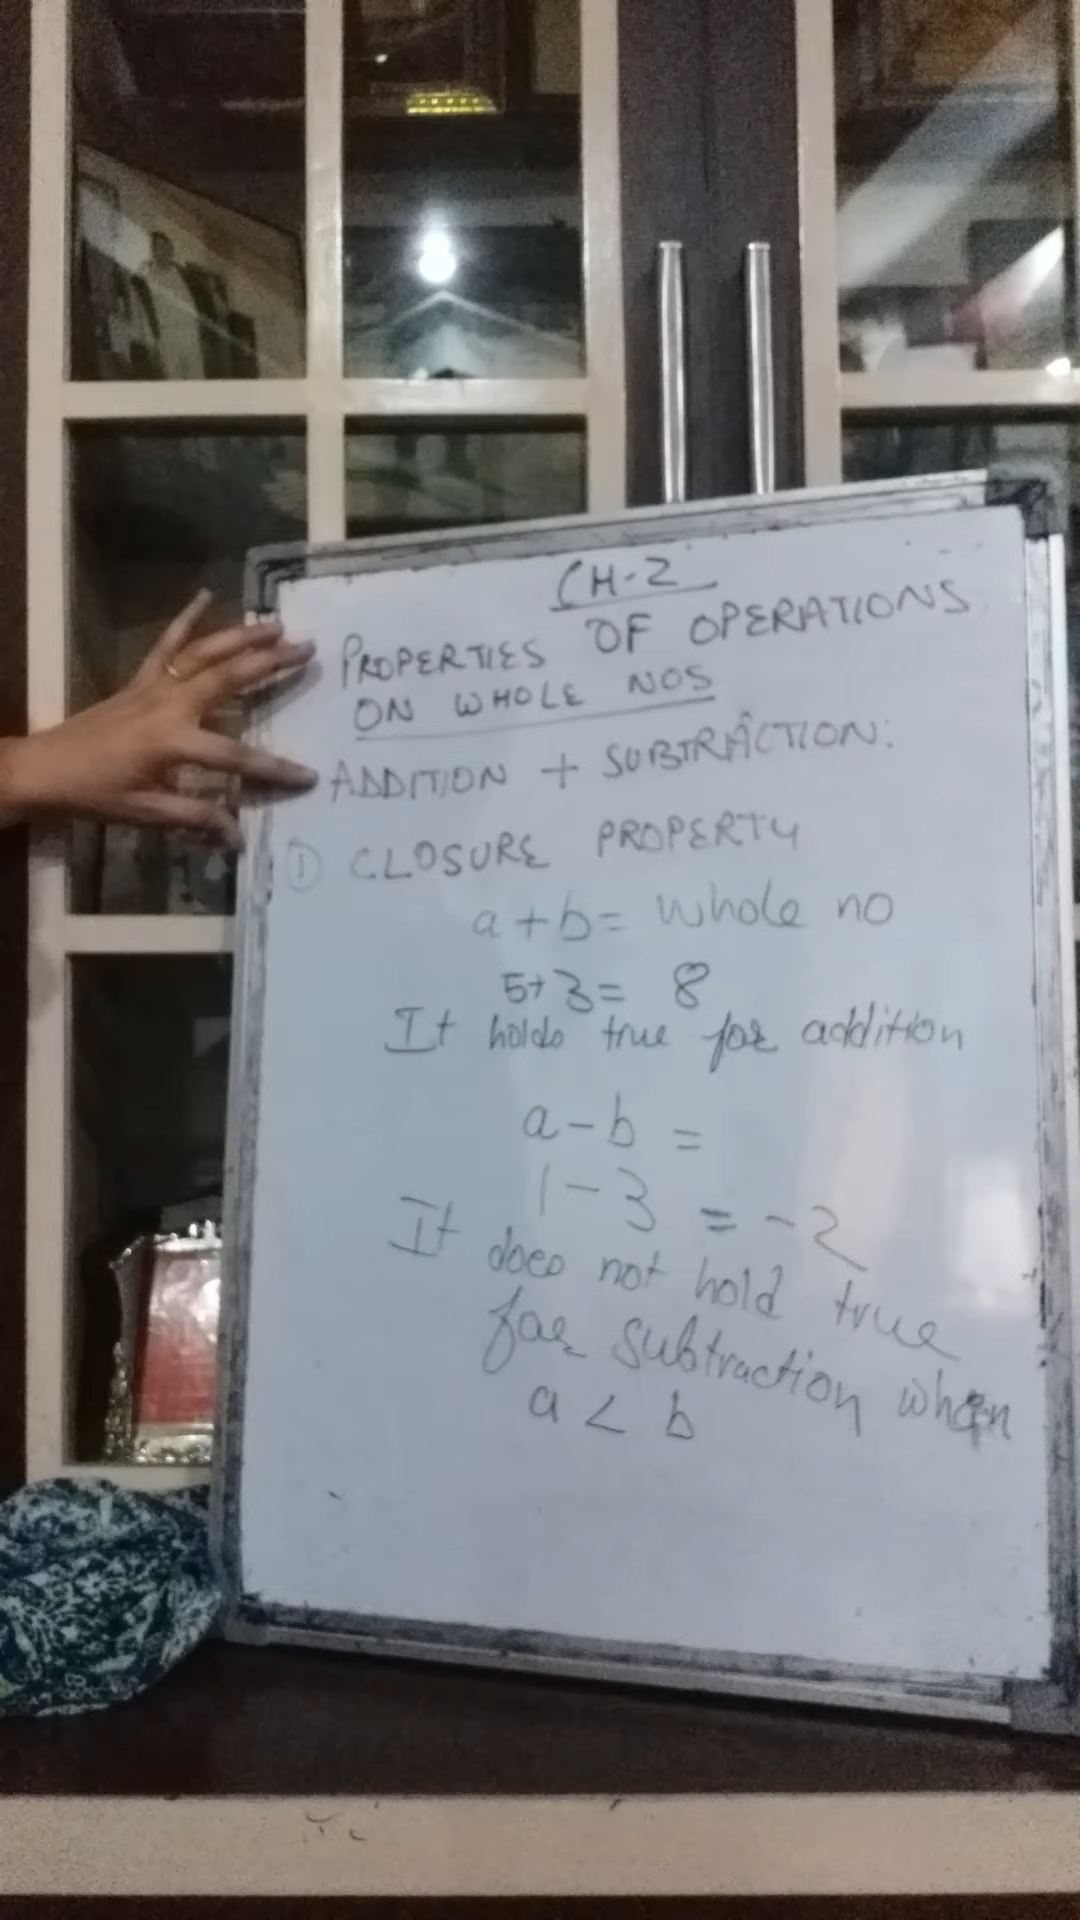 CH-2
PROPERTIES OF OPERATIONS
ON WHOLE NOS
ADDITION + SUBTRACTION:
① CLOSURE PROPERTY
a + b = whole no
5+3= 8
It holds true for addition
a - b =
1 - 3 = -2
It does not hold true
for subtraction when
a < b